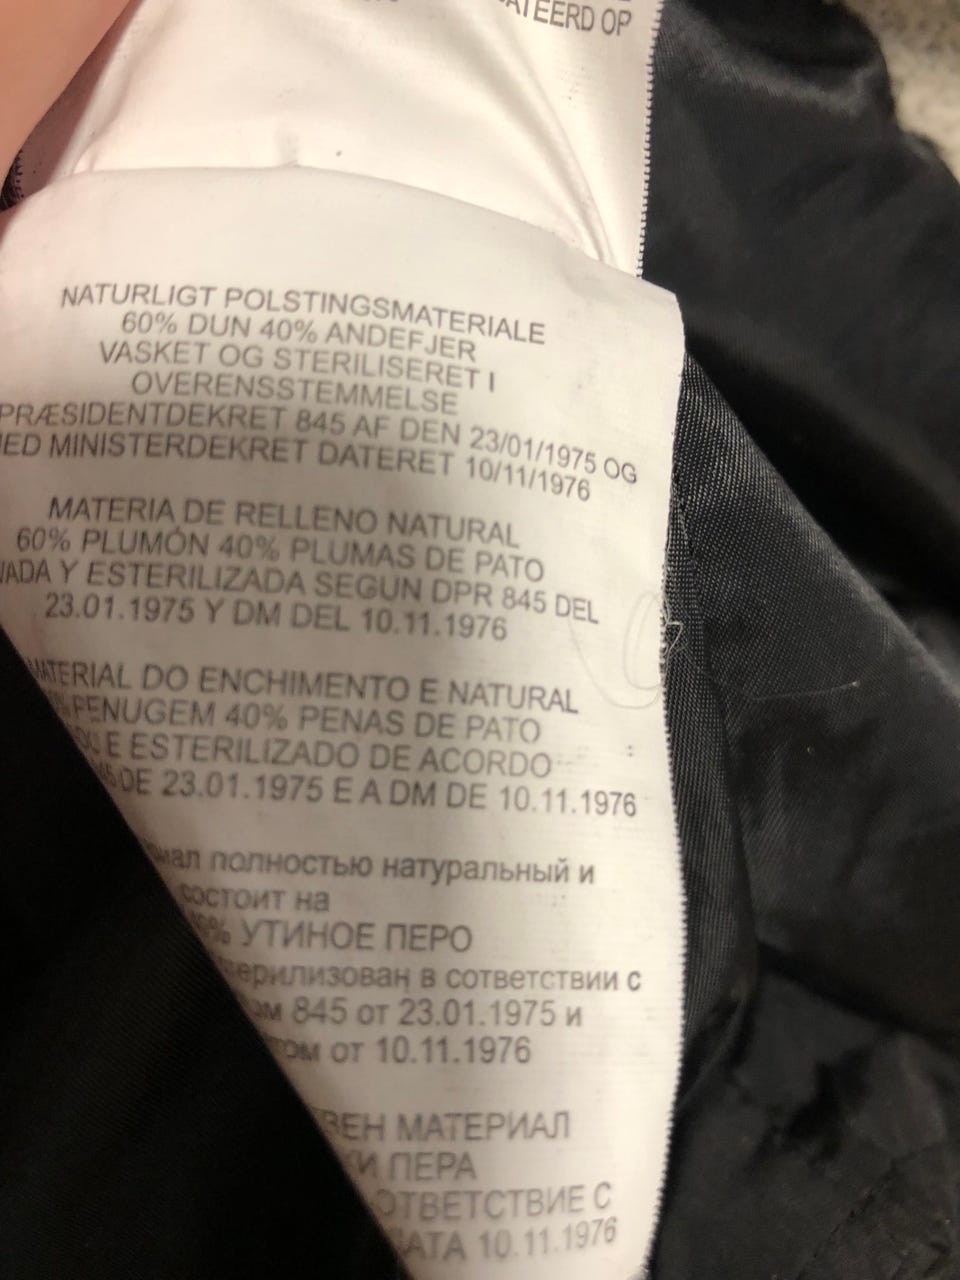 OP
NATURLIGT POLSTINGSMATERIALE
60% DUN 40% ANDEFJER
VASKET OG STERILISERET I
OVERENSSTEMMELSE
PRÆSIDENTDEKRET 845 AF DEN 23/01/1975 OG
MINISTERDEKRET DATERET 10/11/1976
MATERIA DE RELLENO NATURAL
60% PLUMÓN 40% PLUMAS DE PATO
Y ESTERILIZADA SEGUN DPR 845 DEL
23.01.1975 Y DM DEL 10.11.1976
MATERIAL DO ENCHIMENTO E NATURAL
PENUGEM 40% PENAS DE PATO
E ESTERILIZADO DE ACORDO
DE 23.01.1975 E A DM DE 10.11.1976
полностью натуральный и
состоит на
УТИНОЕ ПЕРО
в сответствии с
845 от 23.01.1975 и
от 10.11.1976
МАТЕРИАЛ
ПЕРА
С
10.11.1976